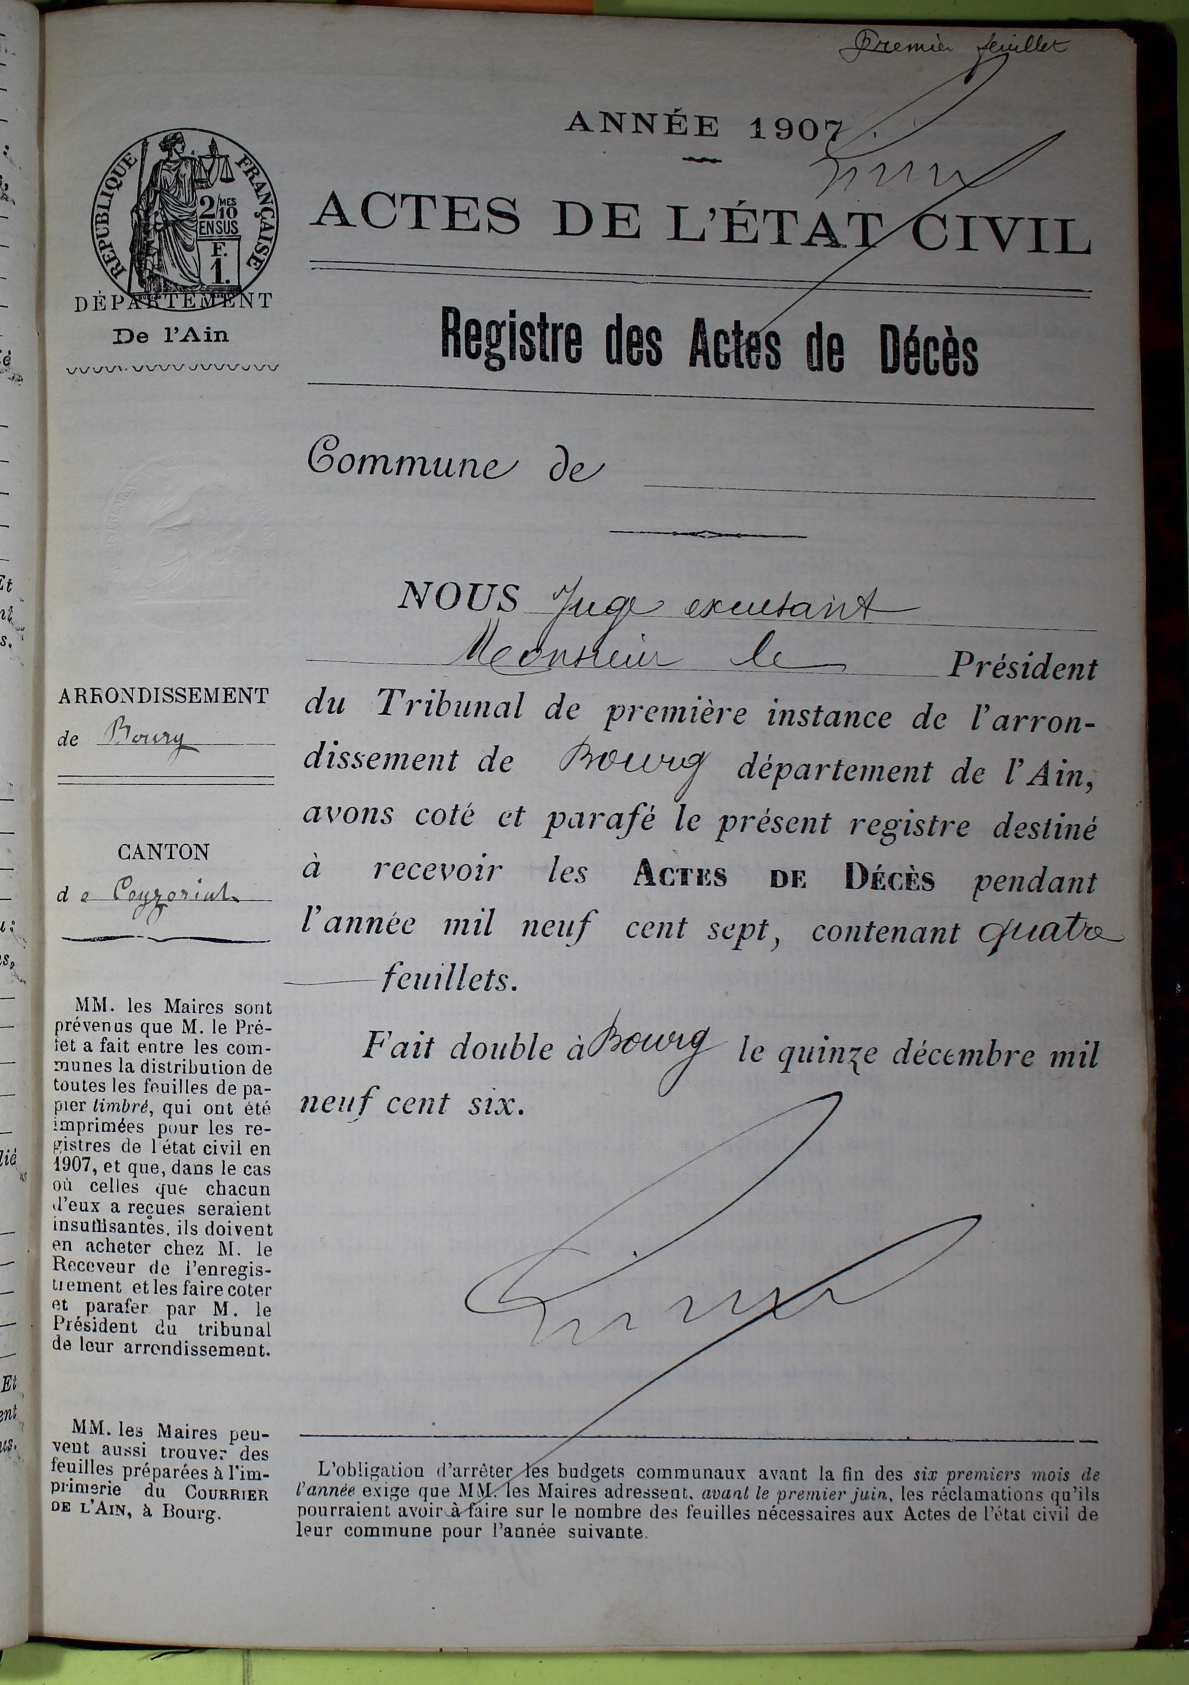 Premier feuillet
ANNÉE 1907
ACTES DE L'ÉTAT CIVIL
RÉPUBLIQUE FRANÇAISE
2/10 MES
EN SUS
F.
1.
DÉPARTEMENT
De l'Ain
Registre des Actes de Décès
Commune de
NOUS Juge excusant
Monsieur le Président
du Tribunal de première instance de l'arron-
dissement de Bourg département de l'Ain,
avons coté et parafé le présent registre destiné
à recevoir les ACTES DE DÉCÈS pendant
l'année mil neuf cent sept, contenant quatre
feuillets.
Fait double à Bourg le quinze décembre mil
neuf cent six.
ARRONDISSEMENT
de Bourg
CANTON
de Ceyzériat
MM. les Maires sont
prévenus que M. le Pré-
fet a fait entre les com-
munes la distribution de
toutes les feuilles de pa-
pier timbré, qui ont été
imprimées pour les re-
gistres de l'état civil en
1907, et que, dans le cas
où celles que chacun
d'eux a reçues seraient
insuffisantes, ils doivent
en acheter chez M. le
Receveur de l'enregis-
trement et les faire coter
et parafer par M. le
Président du tribunal
de leur arrondissement.
MM. les Maires peu-
vent aussi trouver des
feuilles préparées à l'im-
primerie du COURRIER
DE L'AIN, à Bourg.
L'obligation d'arrêter les budgets communaux avant la fin des six premiers mois de
l'année exige que MM. les Maires adressent, avant le premier juin, les réclamations qu'ils
pourraient avoir à faire sur le nombre des feuilles nécessaires aux Actes de l'état civil de
leur commune pour l'année suivante.